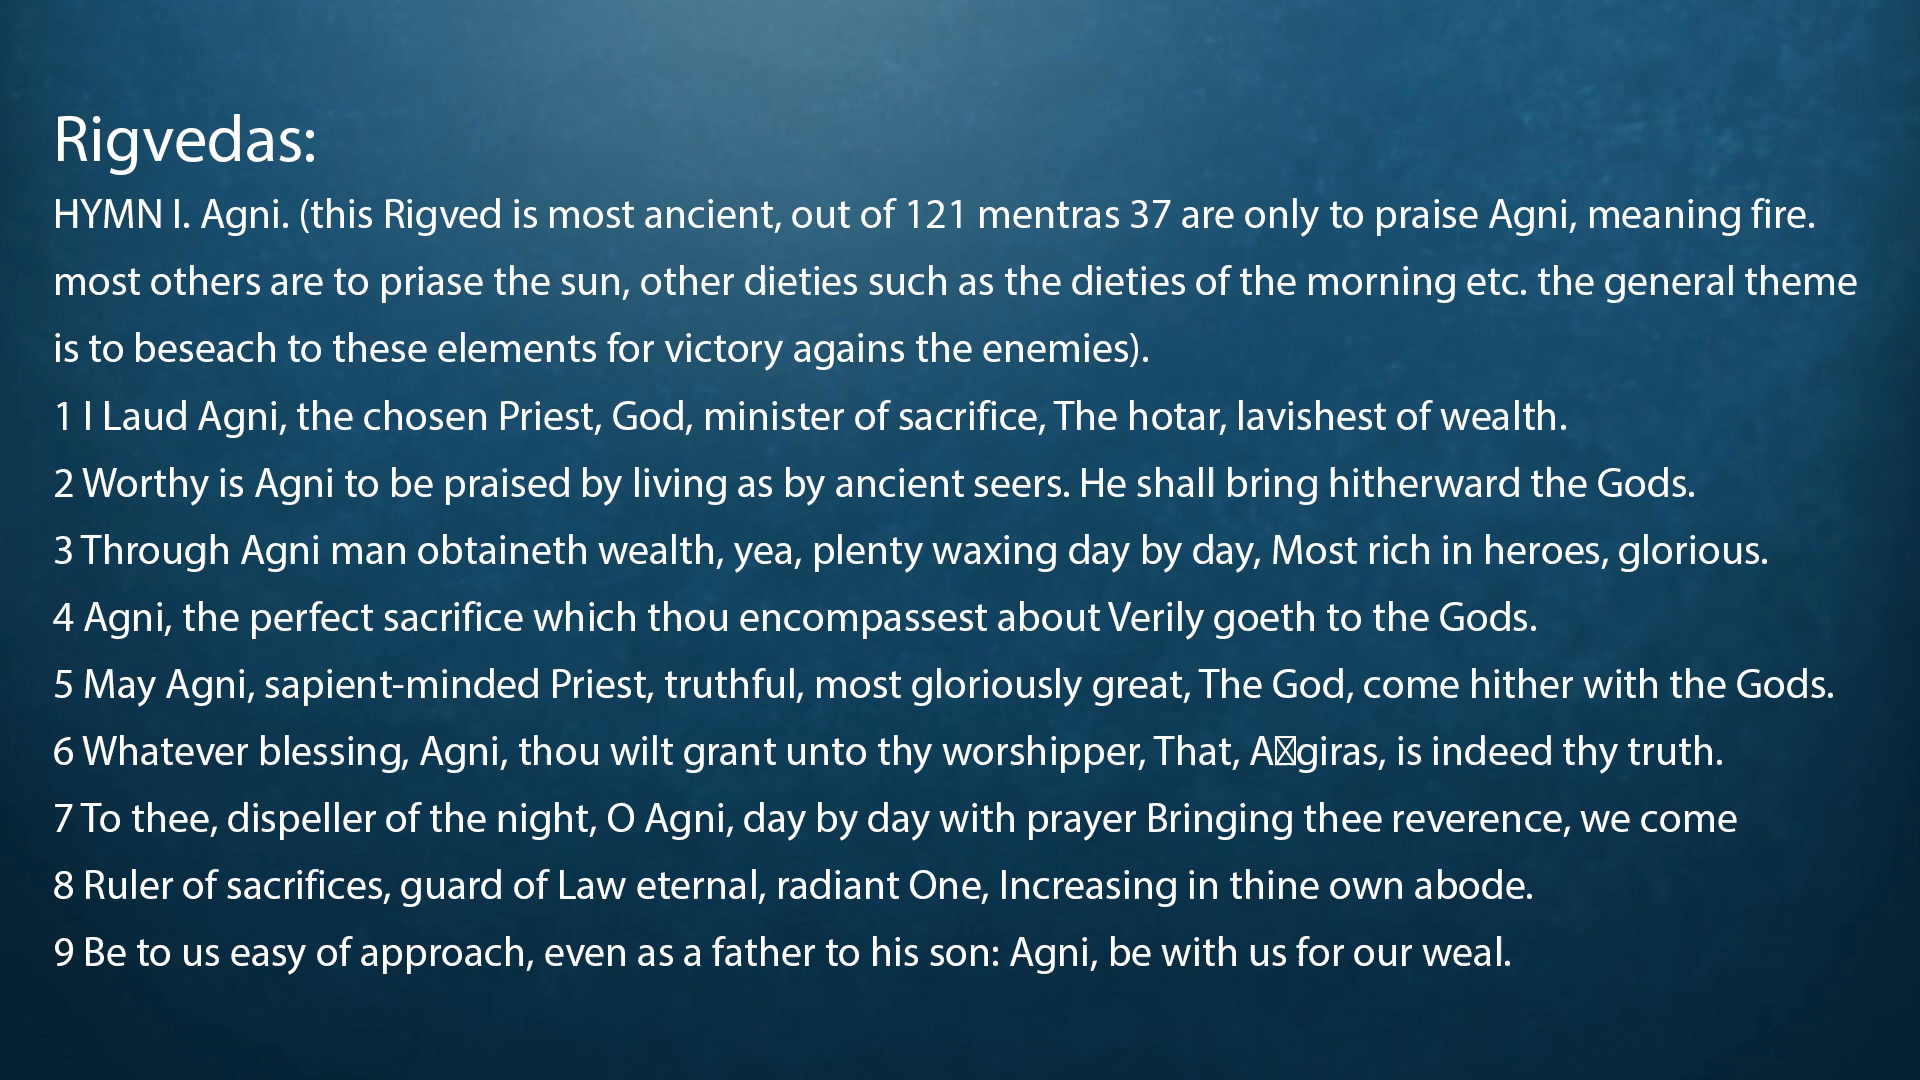 Rigvedas:
HYMN I. Agni. (this Rigved is most ancient, out of 121 mentras 37 are only to praise Agni, meaning fire.
most others are to priase the sun, other dieties such as the dieties of the morning etc. the general theme
is to beseach to these elements for victory agains the enemies).
1 I Laud Agni, the chosen Priest, God, minister of sacrifice, The hotar, lavishest of wealth.
2 Worthy is Agni to be praised by living as by ancient seers. He shall bring hitherward the Gods.
3 Through Agni man obtaineth wealth, yea, plenty waxing day by day, Most rich in heroes, glorious.
4 Agni, the perfect sacrifice which thou encompassest about Verily goeth to the Gods.
5 May Agni, sapient-minded Priest, truthful, most gloriously great, The God, come hither with the Gods.
6 Whatever blessing, Agni, thou wilt grant unto thy worshipper, That, A☒giras, is indeed thy truth.
7 To thee, dispeller of the night, O Agni, day by day with prayer Bringing thee reverence, we come
8 Ruler of sacrifices, guard of Law eternal, radiant One, Increasing in thine own abode.
9 Be to us easy of approach, even as a father to his son: Agni, be with us for our weal.